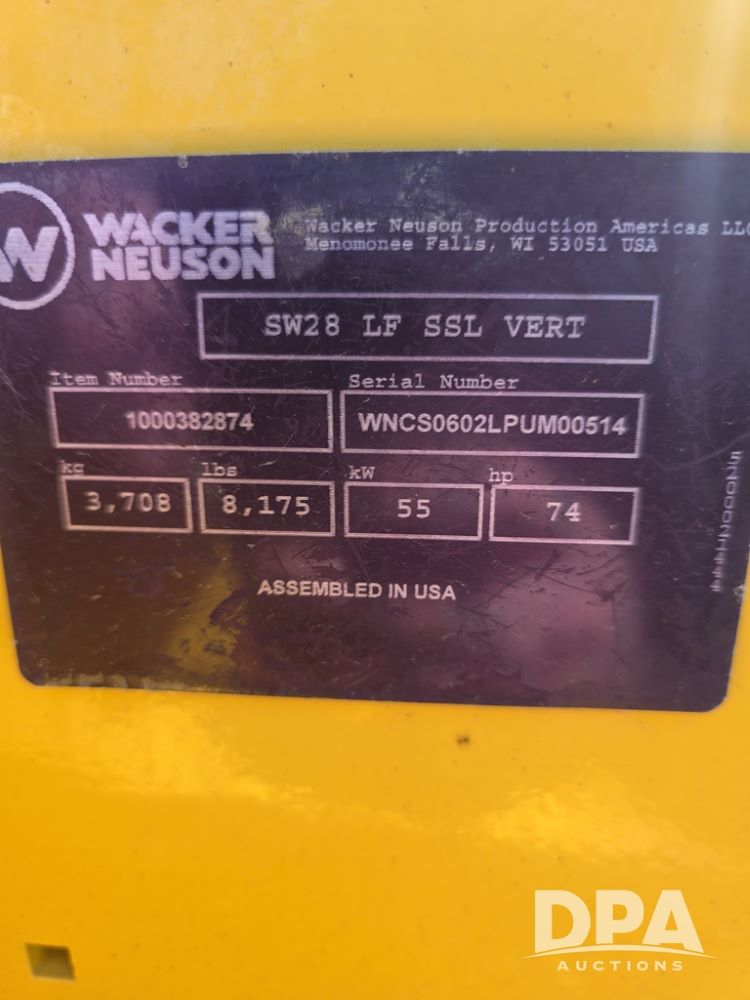 W WACKER
NEUSON
Wacker Neuson Production Americas LLC
Menomonee Falls, WI 53051 USA
SW28 LF SSL VERT
Item Number Serial Number
1000382874 WNCS0602LPUM00514
kg lbs kW hp
3,708 8,175 55 74
ASSEMBLED IN USA
DPA
AUCTIONS